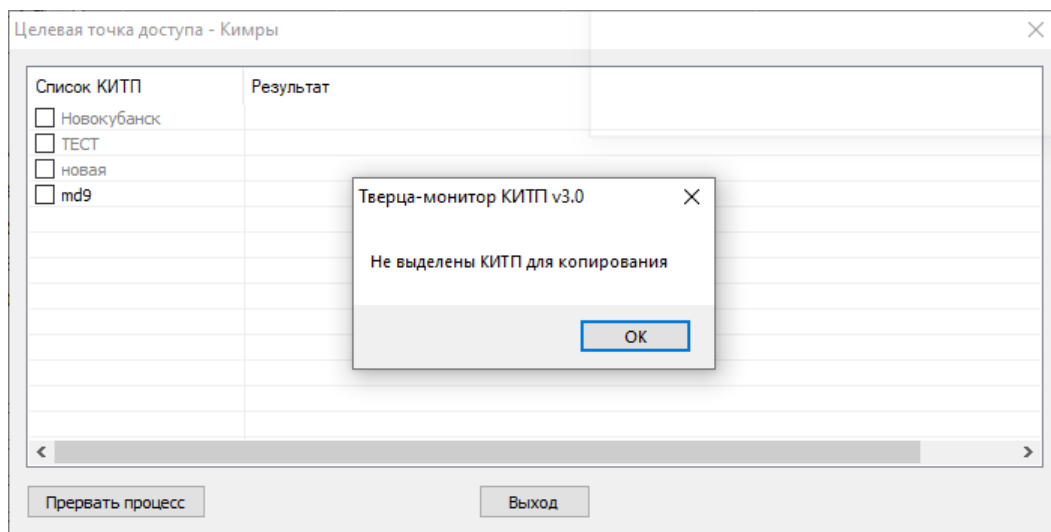 Целевая точка доступа - Кимры
Список КИТП Результат
Новокубанск
ТЕСТ
новая
md9
Тверца-монитор КИТП v3.0
Не выделены КИТП для копирования
ОК
Прервать процесс Выход